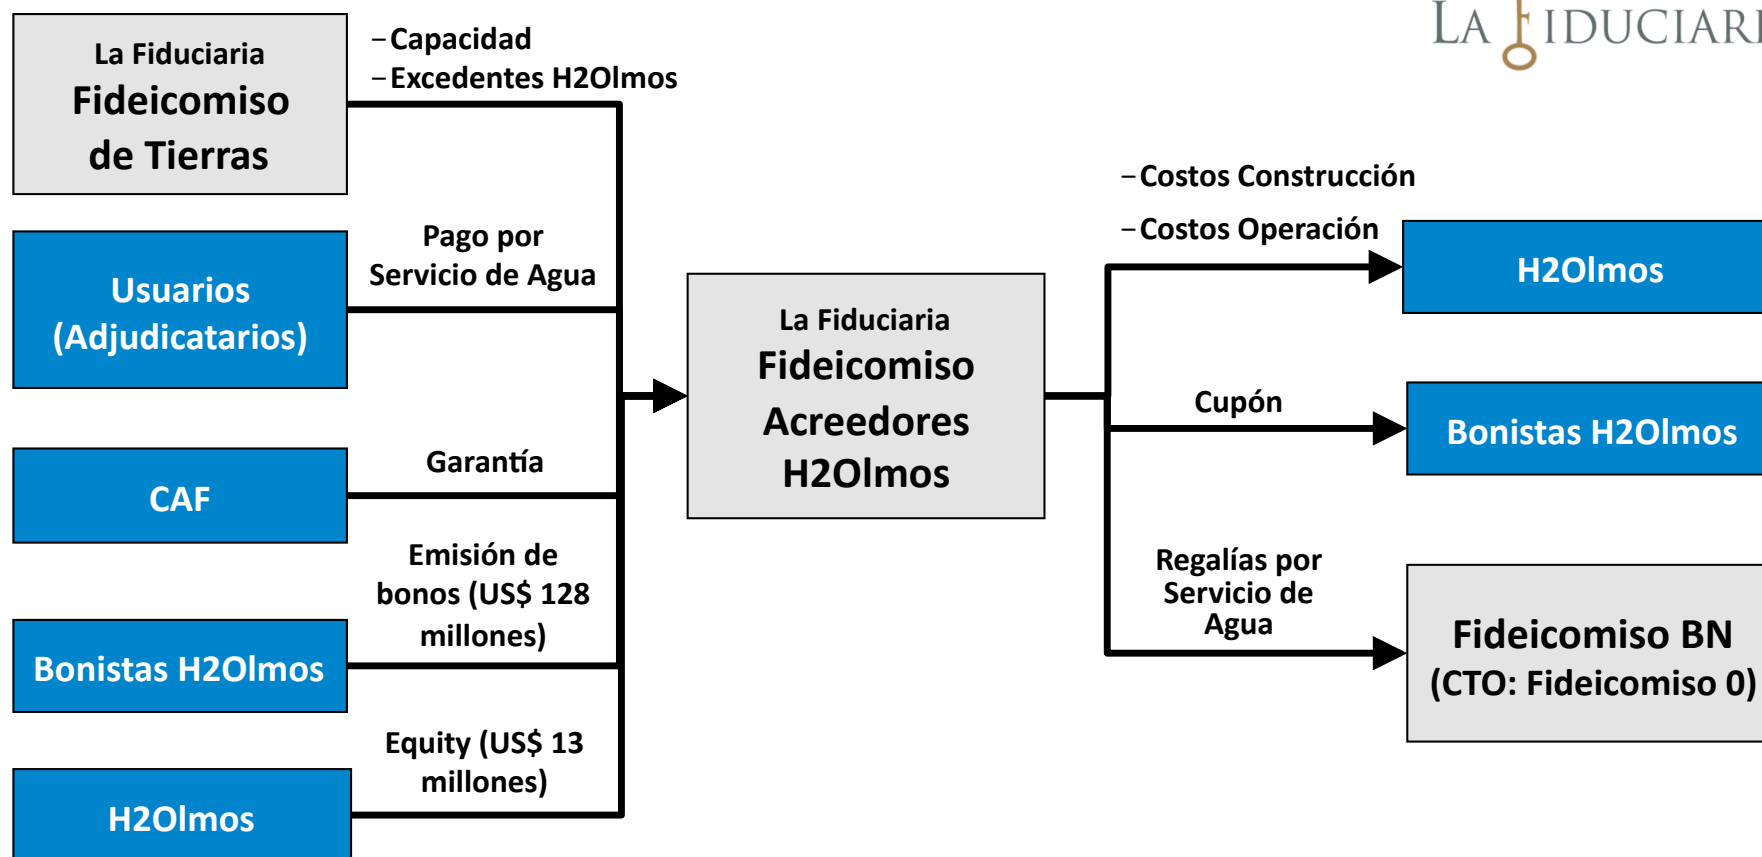 La Fiduciaria
Fideicomiso
de Tierras
– Capacidad
– Excedentes H2Olmos
LA FIDUCIARI
Usuarios
(Adjudicatarios)
Pago por
Servicio de Agua
CAF
Garantía
Bonistas H2Olmos
Emisión de
bonos (US$ 128
millones)
H2Olmos
Equity (US$ 13
millones)
La Fiduciaria
Fideicomiso
Acreedores
H2Olmos
– Costos Construcción
– Costos Operación
H2Olmos
Cupón
Bonistas H2Olmos
Regalías por
Servicio de
Agua
Fideicomiso BN
(CTO: Fideicomiso 0)